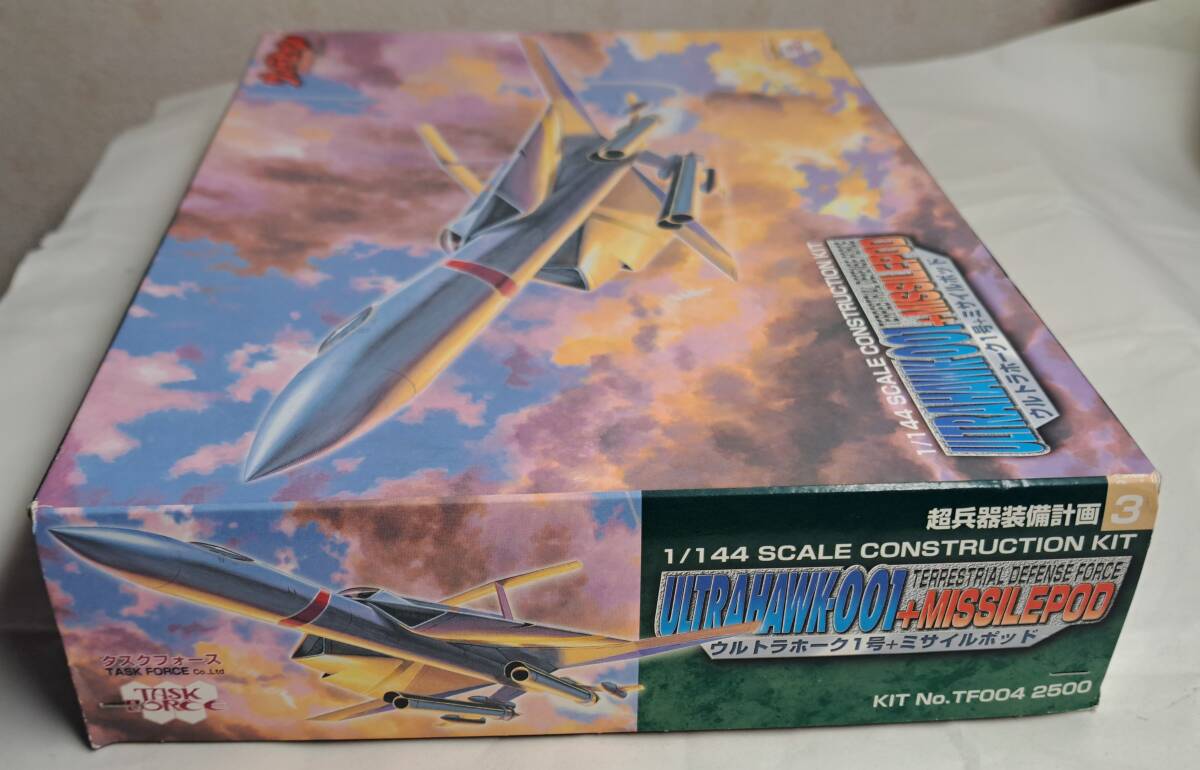 1/144 SCALE CONSTRUCTION KIT
TERRESTRIAL DEFENSE FORCE
ULTRAHAWK-001
+MISSILEPOD
ウルトラホーク1号+ミサイルポッド
超兵器装備計画 3
1/144 SCALE CONSTRUCTION KIT
TERRESTRIAL DEFENSE FORCE
ULTRAHAWK-001+MISSILEPOD
ウルトラホーク1号+ミサイルポッド
KIT No.TF004 2500
タスクフォース
TASK FORCE Co.,Ltd
TASK
FORCE